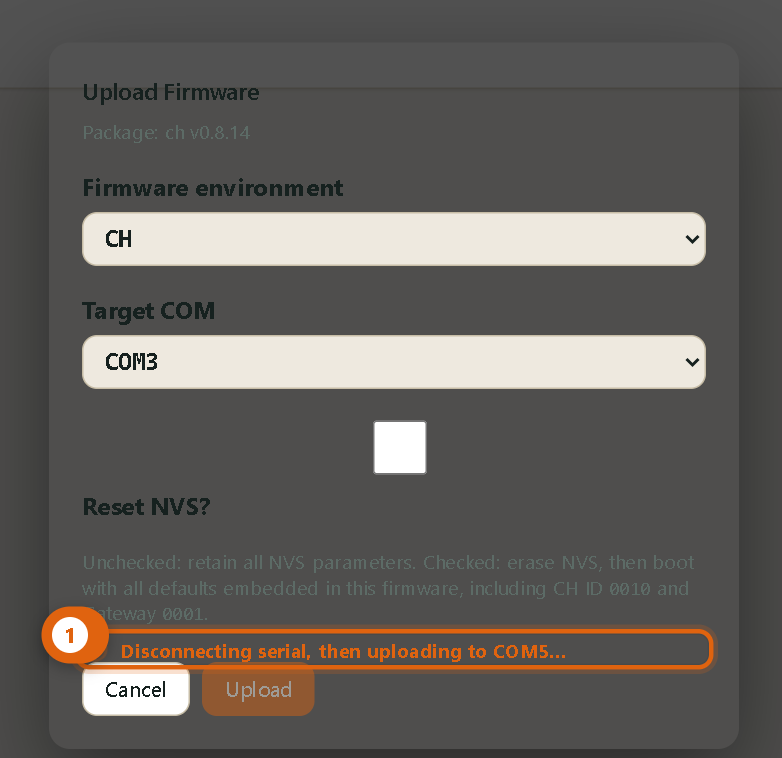 Upload Firmware
Package: ch v0.8.14
Firmware environment
CH
Target COM
COM3
Reset NVS?
Unchecked: retain all NVS parameters. Checked: erase NVS, then boot
with all defaults embedded in this firmware, including CH ID 0010 and
Gateway 0001.
1
Disconnecting serial, then uploading to COM5...
Cancel
Upload